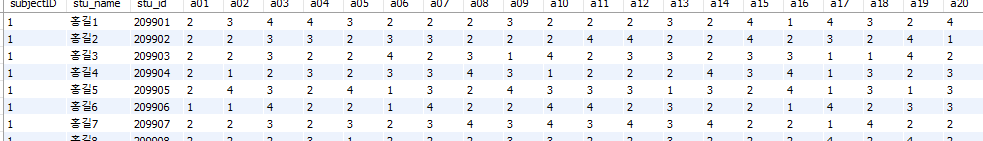 subjectID stu_name stu_id a01 a02 a03 a04 a05 a06 a07 a08 a09 a10 a11 a12 a13 a14 a15 a16 a17 a18 a19 a20
1 홍길1 209901 2 3 4 4 3 2 2 2 3 2 2 2 3 2 4 1 4 3 2 4
1 홍길2 209902 2 2 3 3 2 3 3 2 2 2 4 4 2 2 4 2 3 2 4 1
1 홍길3 209903 2 2 3 2 2 4 2 3 1 4 2 3 3 2 3 3 1 1 4 2
1 홍길4 209904 2 1 2 3 2 3 3 4 3 1 2 2 2 4 3 4 1 3 2 3
1 홍길5 209905 2 4 3 2 4 1 3 2 4 3 3 3 1 3 2 4 1 3 1 3
1 홍길6 209906 1 1 4 2 2 1 4 2 2 4 4 2 3 2 2 1 4 2 3 3
1 홍길7 209907 2 2 3 2 3 2 3 4 3 4 3 4 3 4 2 2 1 4 2 2